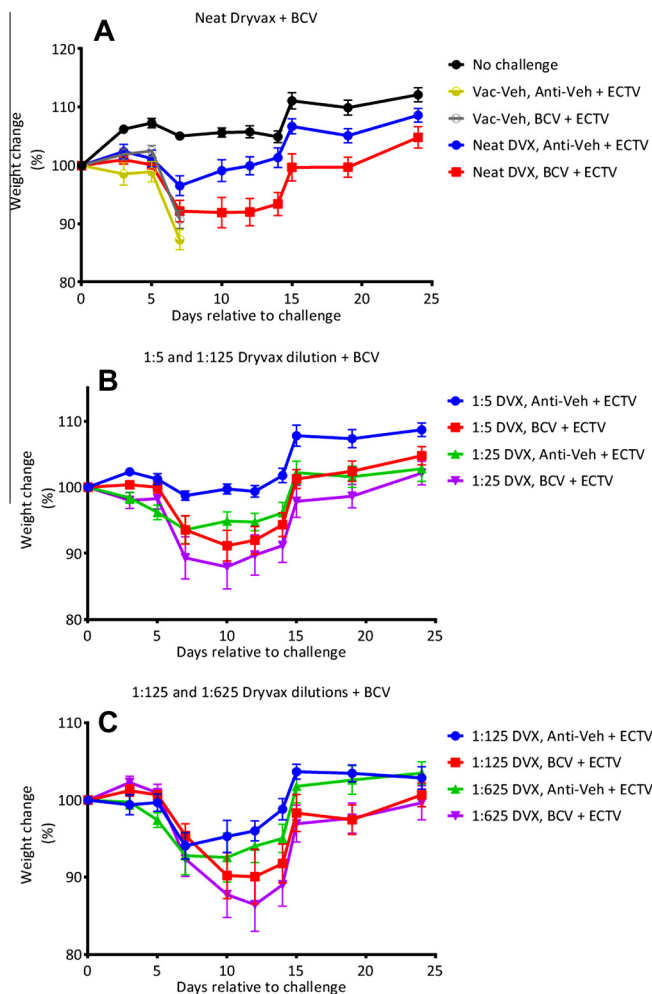 Neat Dryvax + BCV
A
120
110
100
90
80
Weight change
(%)
0
5
10
15
20
25
Days relative to challenge
No challenge
Vac-Veh, Anti-Veh + ECTV
Vac-Veh, BCV + ECTV
Neat DVX, Anti-Veh + ECTV
Neat DVX, BCV + ECTV
1:5 and 1:125 Dryvax dilution + BCV
B
110
100
90
80
Weight change
(%)
0
5
10
15
20
25
Days relative to challenge
1:5 DVX, Anti-Veh + ECTV
1:5 DVX, BCV + ECTV
1:25 DVX, Anti-Veh + ECTV
1:25 DVX, BCV + ECTV
1:125 and 1:625 Dryvax dilutions + BCV
C
110
100
90
80
Weight change
(%)
0
5
10
15
20
25
Days relative to challenge
1:125 DVX, Anti-Veh + ECTV
1:125 DVX, BCV + ECTV
1:625 DVX, Anti-Veh + ECTV
1:625 DVX, BCV + ECTV